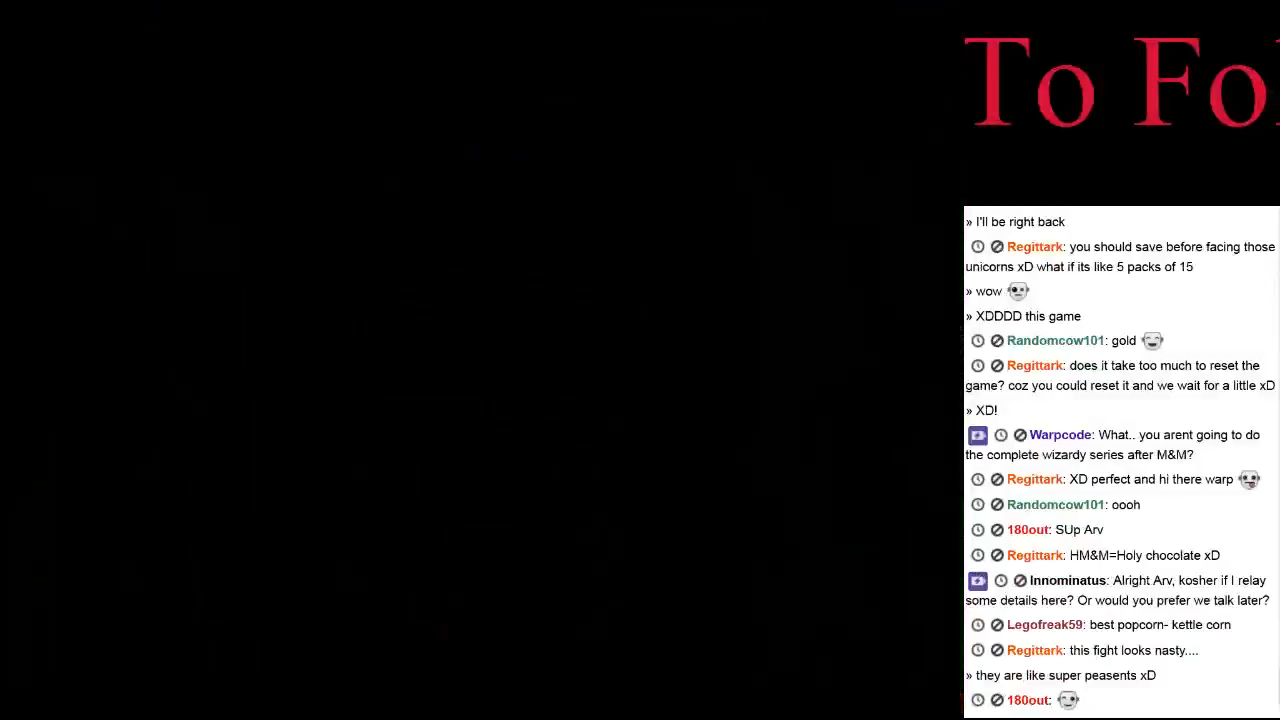 To Fo
» I'll be right back
Regittark: you should save before facing those
unicorns xD what if its like 5 packs of 15
» wow
» XDDDD this game
Randomcow101: gold
Regittark: does it take too much to reset the
game? coz you could reset it and we wait for a little xD
» XD!
Warpcode: What.. you arent going to do
the complete wizardy series after M&M?
Regittark: XD perfect and hi there warp
Randomcow101: oooh
180out: SUp Arv
Regittark: HM&M=Holy chocolate xD
Innominatus: Alright Arv, kosher if I relay
some details here? Or would you prefer we talk later?
Legofreak59: best popcorn- kettle corn
Regittark: this fight looks nasty....
» they are like super peasents xD
180out: